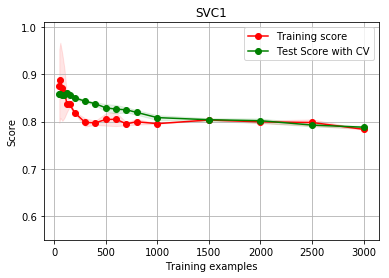 SVC1
Training score
Test Score with CV
Score
1.0
0.9
0.8
0.7
0.6
0 500 1000 1500 2000 2500 3000
Training examples